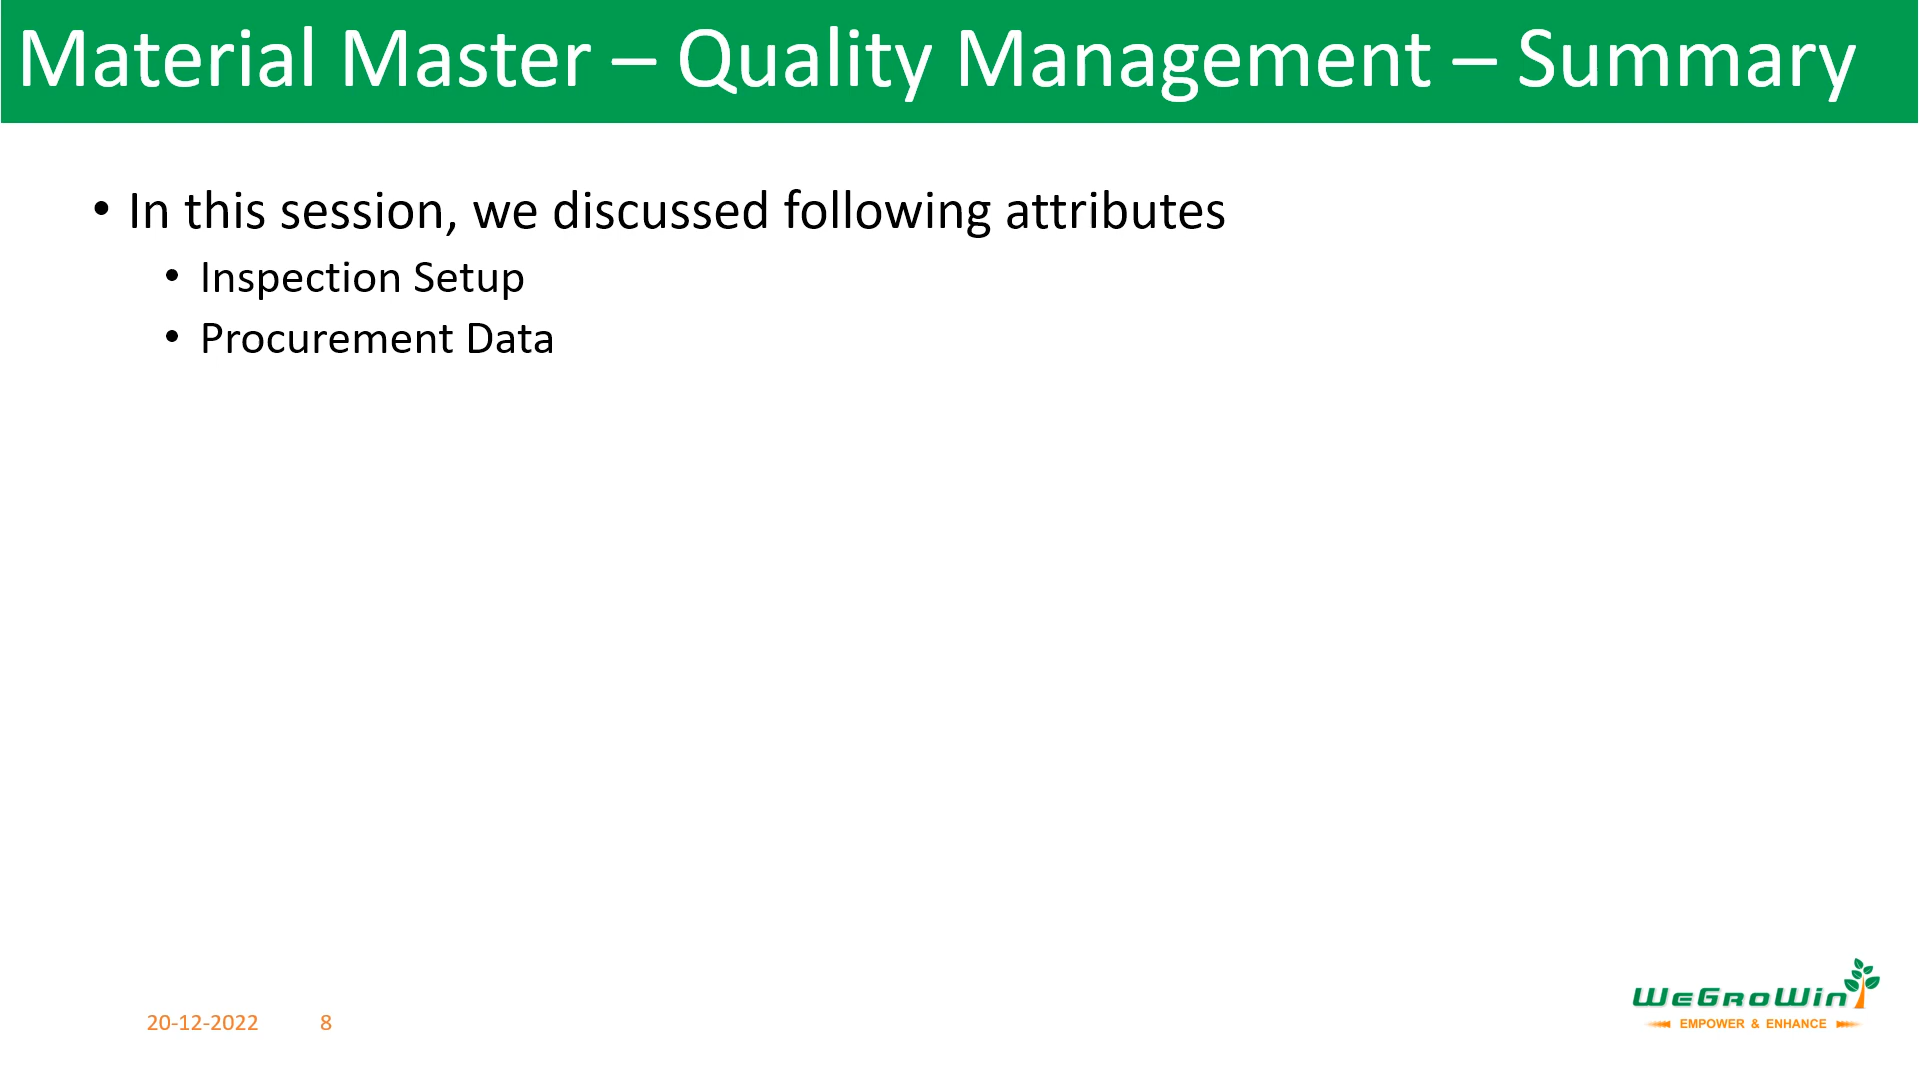 Material Master – Quality Management – Summary
• In this session, we discussed following attributes
• Inspection Setup
• Procurement Data
20-12-2022 8
WeGroWin
EMPOWER & ENHANCE